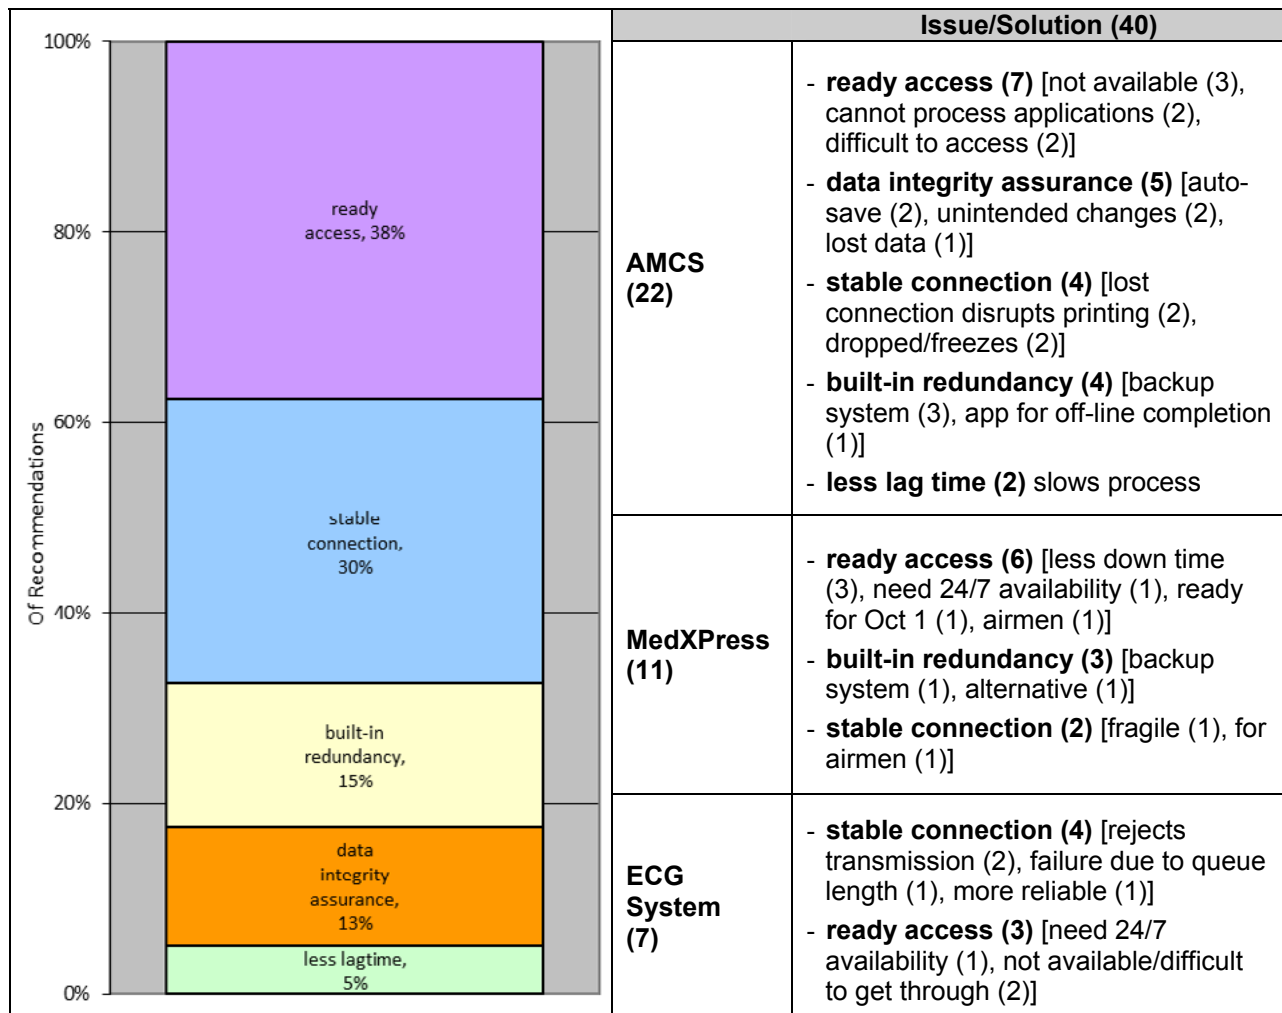 100%
80%
60%
40%
20%
0%
Of Recommendations
ready
access, 38%
stable
connection,
30%
built-in
redundancy,
15%
data
integrity
assurance,
13%
less lagtime,
5%
Issue/Solution (40)
AMCS
(22)
- ready access (7) [not available (3),
cannot process applications (2),
difficult to access (2)]
- data integrity assurance (5) [auto-
save (2), unintended changes (2),
lost data (1)]
- stable connection (4) [lost
connection disrupts printing (2),
dropped/freezes (2)]
- built-in redundancy (4) [backup
system (3), app for off-line completion
(1)]
- less lag time (2) slows process
MedXPress
(11)
- ready access (6) [less down time
(3), need 24/7 availability (1), ready
for Oct 1 (1), airmen (1)]
- built-in redundancy (3) [backup
system (1), alternative (1)]
- stable connection (2) [fragile (1), for
airmen (1)]
ECG
System
(7)
- stable connection (4) [rejects
transmission (2), failure due to queue
length (1), more reliable (1)]
- ready access (3) [need 24/7
availability (1), not available/difficult
to get through (2)]